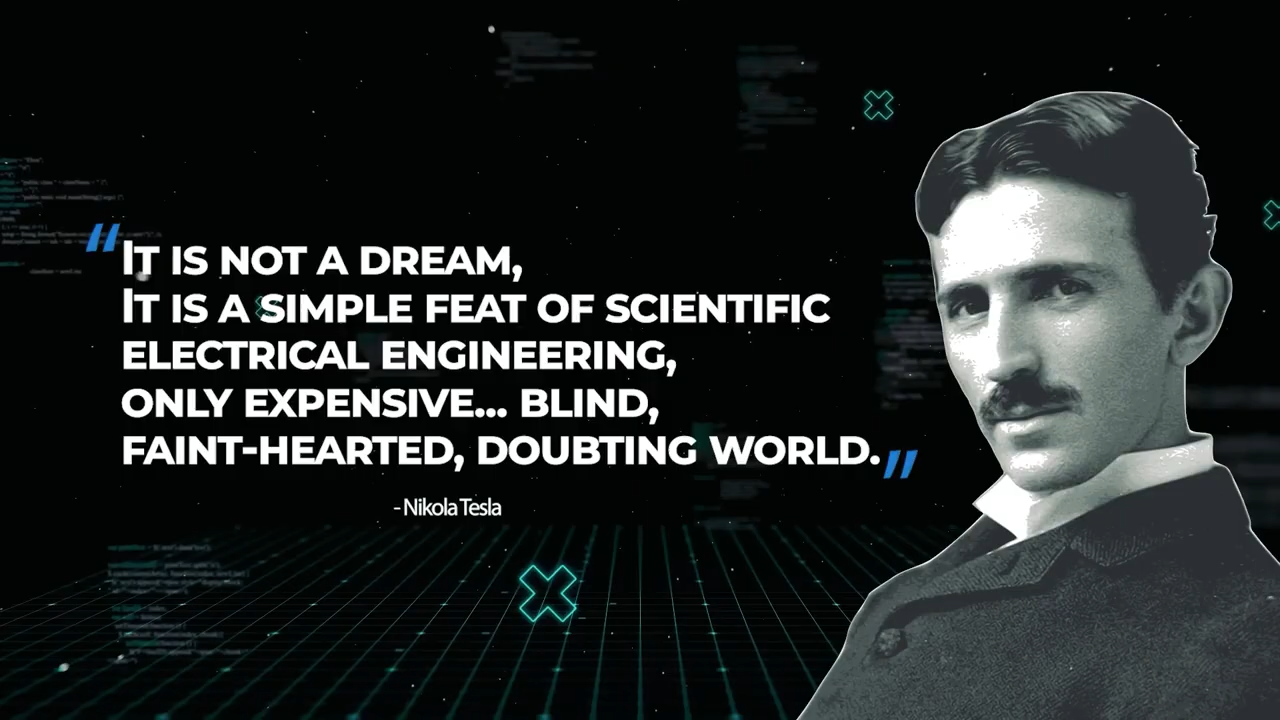 “IT IS NOT A DREAM,
IT IS A SIMPLE FEAT OF SCIENTIFIC
ELECTRICAL ENGINEERING,
ONLY EXPENSIVE... BLIND,
FAINT-HEARTED, DOUBTING WORLD.”
- Nikola Tesla